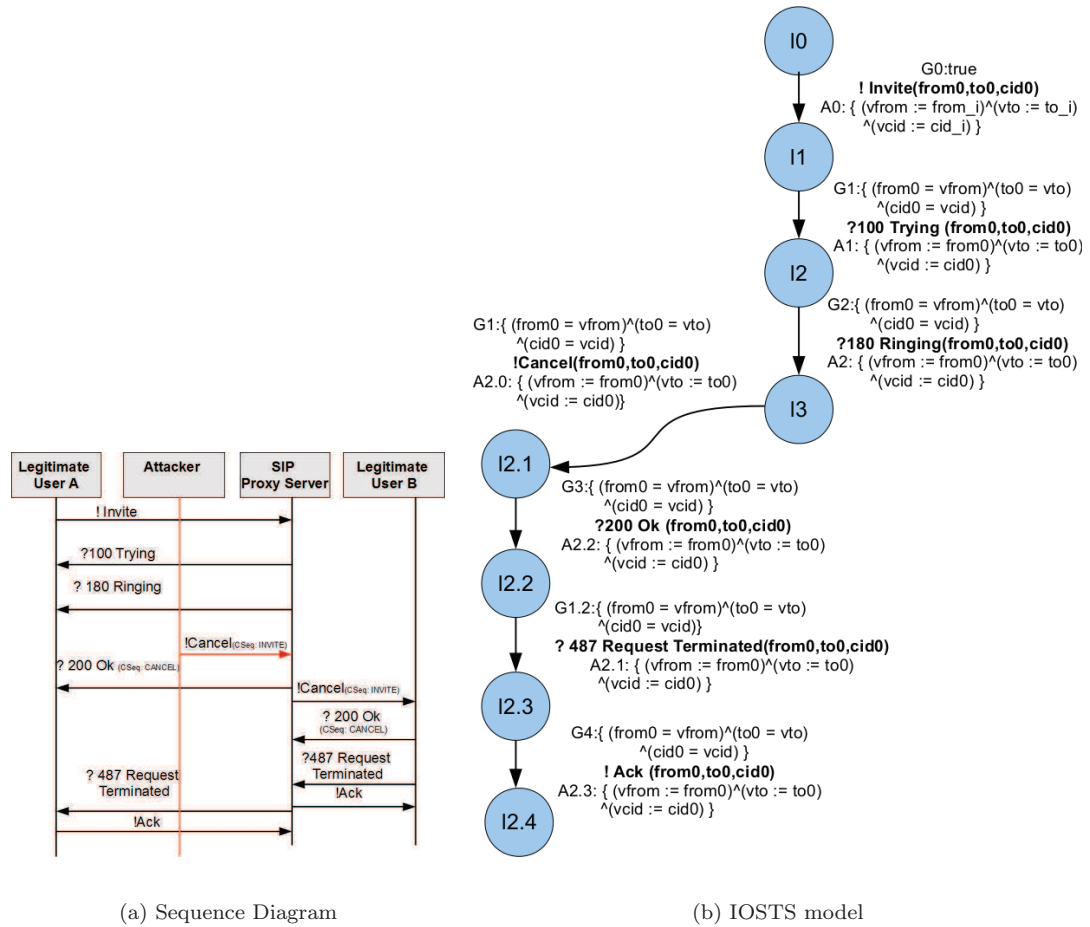 l0
G0:true
! Invite(from0,to0,cid0)
A0: { (vfrom := from_i)^(vto := to_i)
^(vcid := cid_i) }
l1
G1:{ (from0 = vfrom)^(to0 = vto)
^(cid0 = vcid) }
?100 Trying (from0,to0,cid0)
A1: { (vfrom := from0)^(vto := to0)
^(vcid := cid0) }
l2
G2:{ (from0 = vfrom)^(to0 = vto)
^(cid0 = vcid) }
?180 Ringing(from0,to0,cid0)
A2: { (vfrom := from0)^(vto := to0)
^(vcid := cid0) }
l3
G1:{ (from0 = vfrom)^(to0 = vto)
^(cid0 = vcid) }
!Cancel(from0,to0,cid0)
A2.0: { (vfrom := from0)^(vto := to0)
^(vcid := cid0)}
l2.1
G3:{ (from0 = vfrom)^(to0 = vto)
^(cid0 = vcid) }
?200 Ok (from0,to0,cid0)
A2.2: { (vfrom := from0)^(vto := to0)
^(vcid := cid0) }
l2.2
G1.2:{ (from0 = vfrom)^(to0 = vto)
^(cid0 = vcid)}
? 487 Request Terminated(from0,to0,cid0)
A2.1: { (vfrom := from0)^(vto := to0)
^(vcid := cid0) }
l2.3
G4:{ (from0 = vfrom)^(to0 = vto)
^(cid0 = vcid) }
! Ack (from0,to0,cid0)
A2.3: { (vfrom := from0)^(vto := to0)
^(vcid := cid0) }
l2.4
Legitimate
User A
Attacker
SIP
Proxy Server
Legitimate
User B
! Invite
?100 Trying
? 180 Ringing
!Cancel(CSeq: INVITE)
? 200 Ok (CSeq: CANCEL)
!Cancel(CSeq: INVITE)
? 200 Ok
(CSeq: CANCEL)
?487 Request
Terminated
? 487 Request
Terminated
!Ack
!Ack
(a) Sequence Diagram
(b) IOSTS model